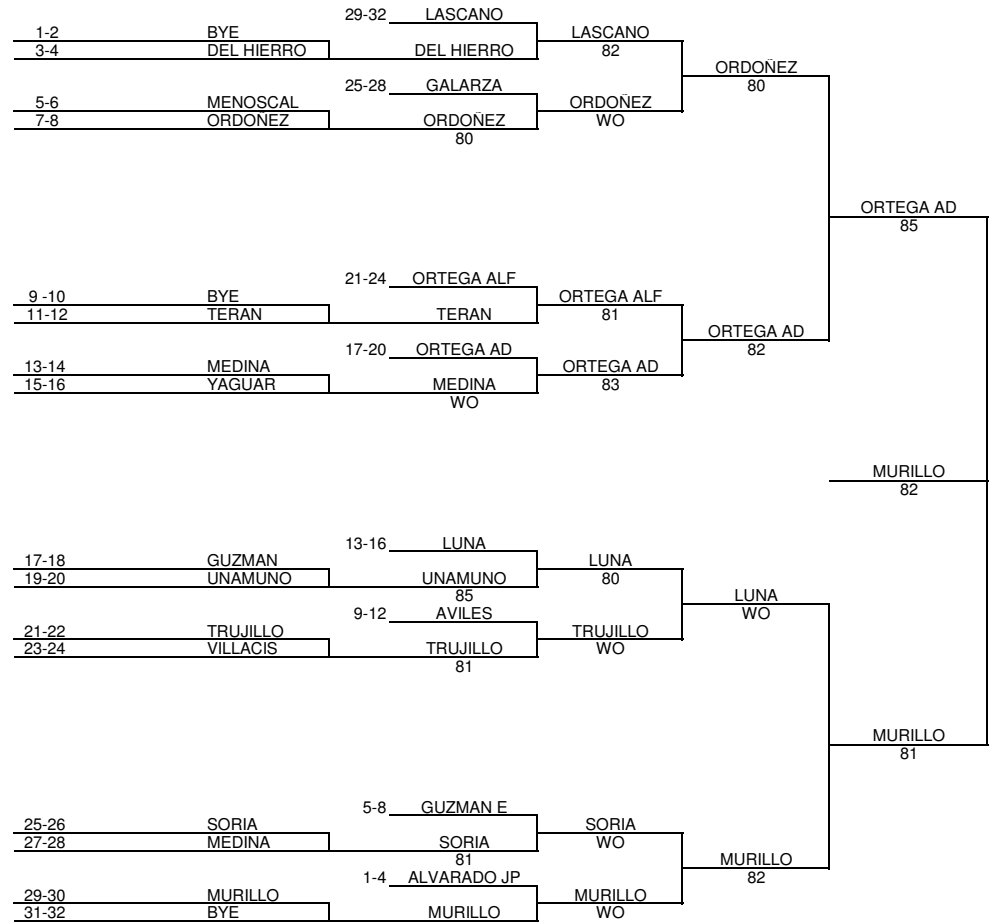 29-32 LASCANO
1-2 BYE LASCANO
3-4 DEL HIERRO DEL HIERRO 82
ORDOÑEZ
25-28 GALARZA 80
5-6 MENOSCAL ORDOÑEZ
7-8 ORDOÑEZ ORDOÑEZ WO
80
ORTEGA AD
85
21-24 ORTEGA ALF
9 -10 BYE ORTEGA ALF
11-12 TERAN TERAN 81
ORTEGA AD
17-20 ORTEGA AD 82
13-14 MEDINA ORTEGA AD
15-16 YAGUAR MEDINA 83
WO
MURILLO
82
13-16 LUNA
17-18 GUZMAN LUNA
19-20 UNAMUNO UNAMUNO 80
85 LUNA
9-12 AVILES WO
21-22 TRUJILLO TRUJILLO
23-24 VILLACIS TRUJILLO WO
81
MURILLO
81
5-8 GUZMAN E
25-26 SORIA SORIA
27-28 MEDINA SORIA WO
81 MURILLO
1-4 ALVARADO JP 82
29-30 MURILLO MURILLO
31-32 BYE MURILLO WO